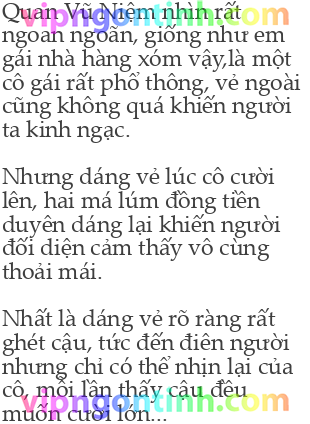 Quan Vũ Niệm nhìn rất
vipngontinh.com
ngoan ngoãn, giống như em
gái nhà hàng xóm vậy,là một
cô gái rất phổ thông, vẻ ngoài
cũng không quá khiến người
ta kinh ngạc.
Nhưng dáng vẻ lúc cô cười
lên, hai má lúm đồng tiền
duyên dáng lại khiến người
đối diện cảm thấy vô cùng
thoải mái.
Nhất là dáng vẻ rõ ràng rất
ghét cậu, tức đến điên người
nhưng chỉ có thể nhịn lại của
cô, mỗi lần thấy cậu đều
vipngontinh.com
muốn cười lớn...